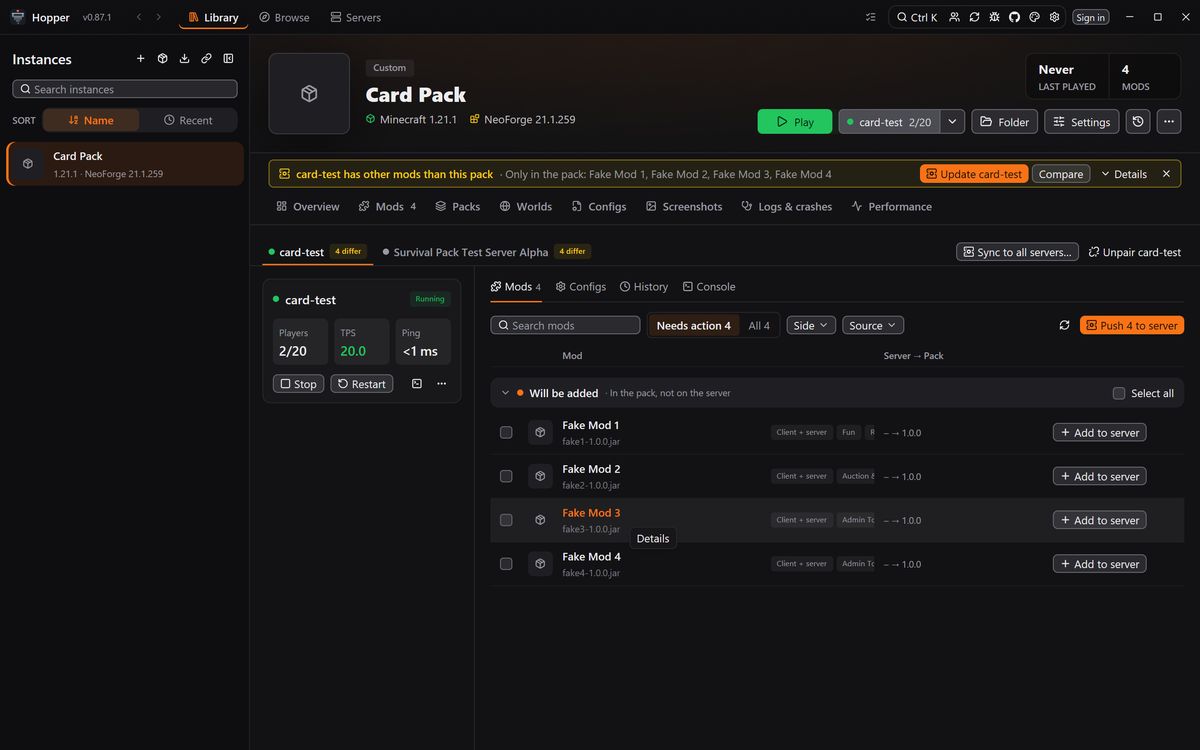 Hopper v0.87.1 Library Browse Servers Ctrl K Sign in
Instances
Search instances
SORT Name Recent
Card Pack
1.21.1 · NeoForge 21.1.259
Custom
Card Pack
Minecraft 1.21.1 NeoForge 21.1.259
Never
LAST PLAYED
4
MODS
Play card-test 2/20 Folder Settings
card-test has other mods than this pack · Only in the pack: Fake Mod 1, Fake Mod 2, Fake Mod 3, Fake Mod 4 Update card-test Compare Details
Overview Mods 4 Packs Worlds Configs Screenshots Logs & crashes Performance
card-test 4 differ Survival Pack Test Server Alpha 4 differ Sync to all servers... Unpair card-test
card-test Running
Players
2/20
TPS
20.0
Ping
<1 ms
Stop Restart
Mods 4 Configs History Console
Search mods Needs action 4 All 4 Side Source Push 4 to server
Mod Server → Pack
Will be added · In the pack, not on the server Select all
Fake Mod 1
fake1-1.0.0.jar
Client + server Fun – → 1.0.0 + Add to server
Fake Mod 2
fake2-1.0.0.jar
Client + server Auction & – → 1.0.0 + Add to server
Fake Mod 3
fake3-1.0.0.jar
Client + server Admin To – → 1.0.0 + Add to server
Details
Fake Mod 4
fake4-1.0.0.jar
Client + server Admin To – → 1.0.0 + Add to server